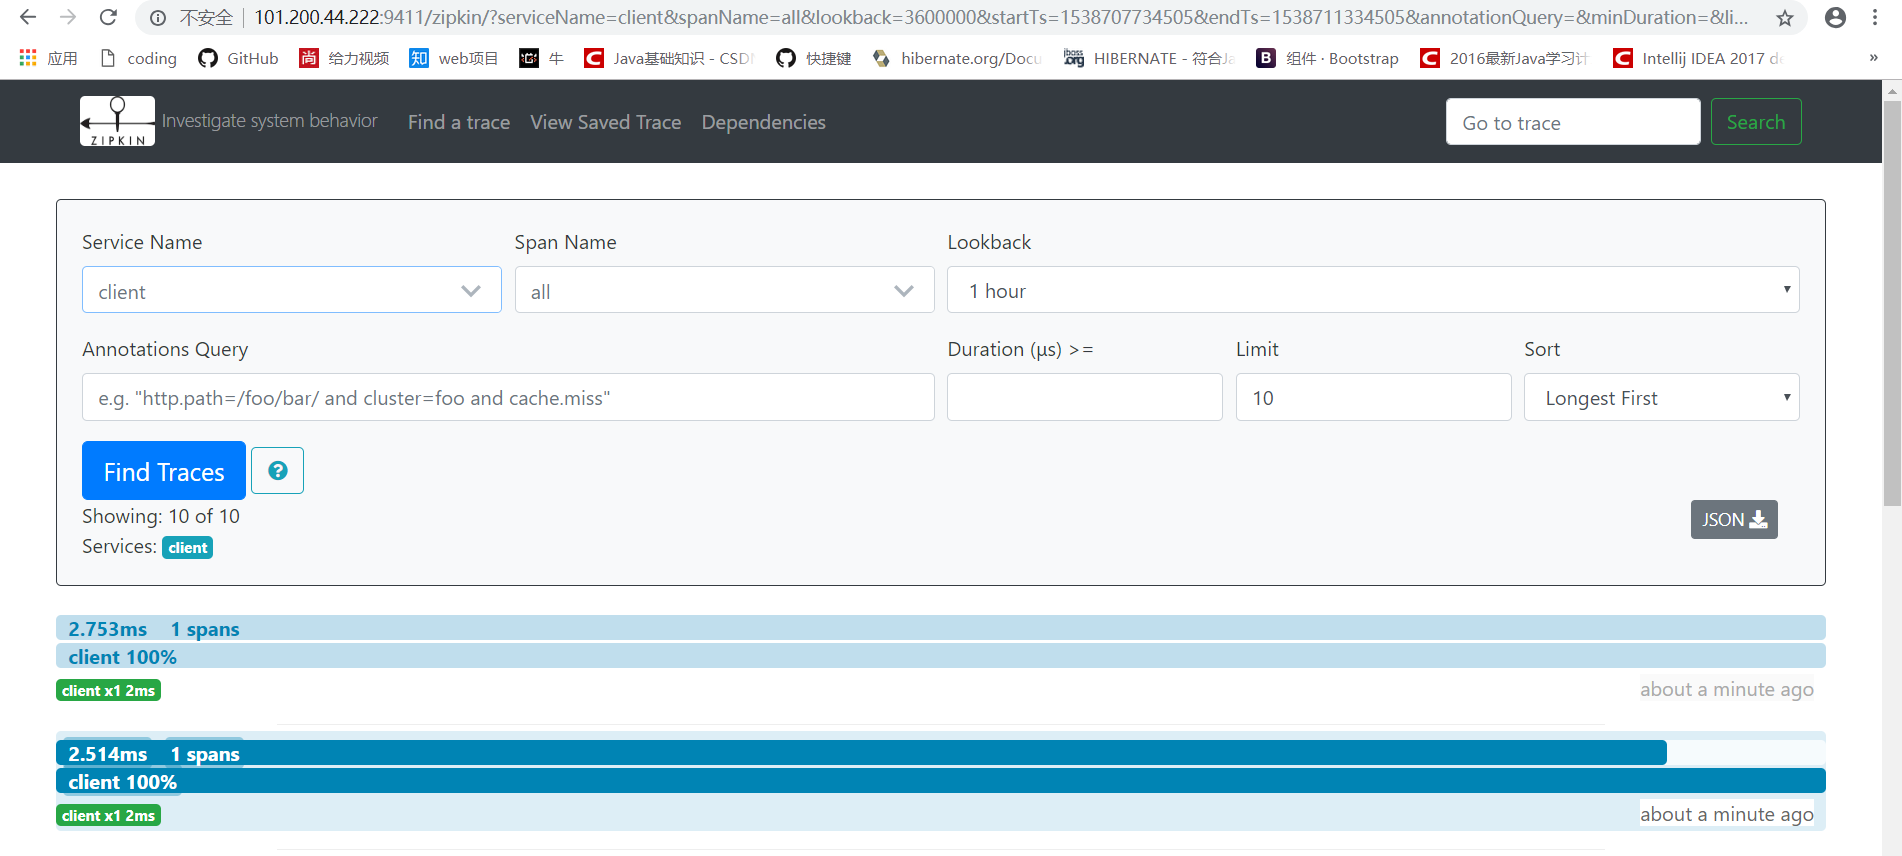 不安全 101.200.44.222:9411/zipkin/?serviceName=client&spanName=all&lookback=3600000&startTs=1538707734505&endTs=1538711334505&annotationQuery=&minDuration=&li...
应用 coding GitHub 给力视频 web项目 牛 Java基础知识 - CSD 快捷键 hibernate.org/Docu HIBERNATE - 符合Ja 组件 · Bootstrap 2016最新Java学习计 Intellij IDEA 2017 de »
ZIPKIN Investigate system behavior Find a trace View Saved Trace Dependencies Go to trace Search
Service Name Span Name Lookback
client all 1 hour
Annotations Query Duration (μs) >= Limit Sort
e.g. "http.path=/foo/bar/ and cluster=foo and cache.miss" 10 Longest First
Find Traces ?
Showing: 10 of 10
JSON
Services: client
2.753ms 1 spans
client 100%
client x1 2ms about a minute ago
2.514ms 1 spans
client 100%
client x1 2ms about a minute ago